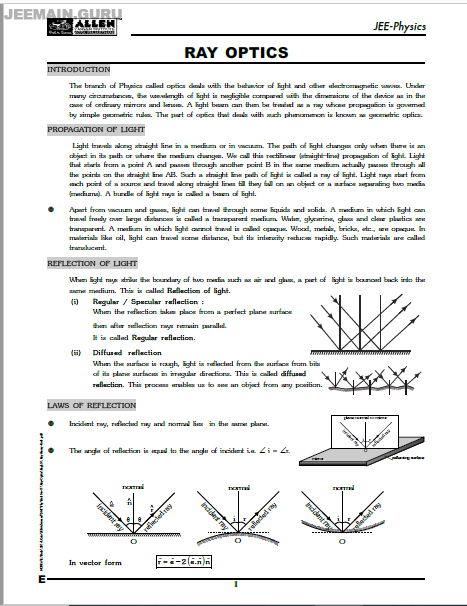 JEEMAIN.GURU
ALLEN
JEE-Physics
RAY OPTICS
INTRODUCTION
The branch of Physics called optics deals with the behavior of light and other electromagnetic waves. Under
many circumstances, the wavelength of light is negligible compared with the dimensions of the device as in the
case of ordinary mirrors and lenses. A light beam can then be treated as a ray whose propagation is governed
by simple geometric rules. The part of optics that deals with such phenomenon is known as geometric optics.
PROPAGATION OF LIGHT
Light travels along straight line in a medium or in vacuum. The path of light changes only when there is an
object in its path or where the medium changes. We call this rectilinear (straight-line) propagation of light. Light
that starts from a point A and passes through another point B in the same medium actually passes through all
the points on the straight line AB. Such a straight line path of light is called a ray of light. Light rays start from
each point of a source and travel along straight lines till they fall on an object or a surface separating two media
(mediums). A bundle of light rays is called a beam of light.
Apart from vacuum and gases, light can travel through some liquids and solids. A medium in which light can
travel freely over large distances is called a transparent medium. Water, glycerine, glass and clear plastics are
transparent. A medium in which light cannot travel is called opaque. Wood, metals, bricks, etc., are opaque. In
materials like oil, light can travel some distance, but its intensity reduces rapidly. Such materials are called
translucent.
REFLECTION OF LIGHT
When light rays strike the boundary of two media such as air and glass, a part of light is bounced back into the
same medium. This is called Reflection of light.
(i) Regular / Specular reflection :
When the reflection takes place from a perfect plane surface
then after reflection rays remain parallel.
It is called Regular reflection.
(ii) Diffused reflection
When the surface is rough, light is reflected from the surface from bits
of its plane surfaces in irregular directions. This is called diffused
reflection. This process enables us to see an object from any position.
LAWS OF REFLECTION
Incident ray, reflected ray and normal lies in the same plane.
The angle of reflection is equal to the angle of incident i.e. ∠ i = ∠r.
plane normal to mirror
incident ray
i r
reflected ray
mirror
reflecting surface
normal
incident ray
θ θ
reflected ray
O
normal
incident ray
i r
reflected ray
O
normal
incident ray
i r
reflected ray
O
In vector form r̂ = ê − 2 (ê.n̂) n̂
E
1